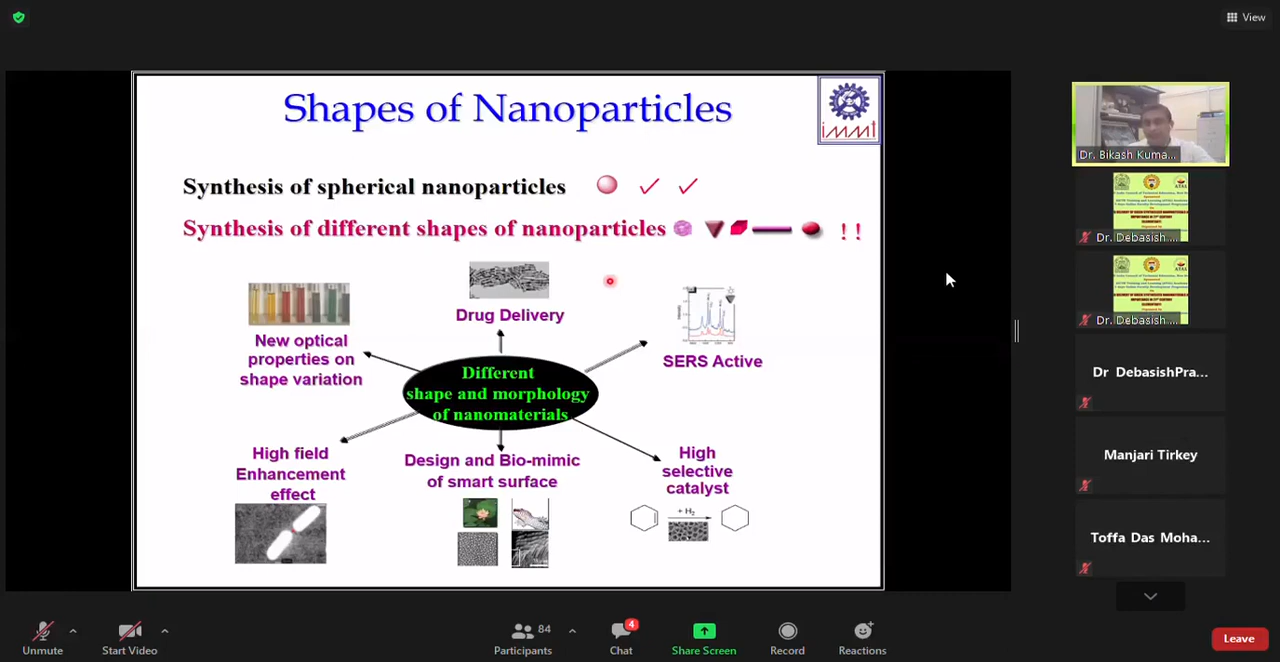 View
Shapes of Nanoparticles
immt
Synthesis of spherical nanoparticles
Synthesis of different shapes of nanoparticles !!
Drug Delivery
New optical
properties on
shape variation
SERS Active
Different
shape and morphology
of nanomaterials
High field
Enhancement
effect
Design and Bio-mimic
of smart surface
High
selective
catalyst
+ H2
Dr. Bikash Kuma...
Dr. Debasish ...
Dr. Debasish ...
Dr DebasishPra...
Manjari Tirkey
Toffa Das Moha...
Unmute
Start Video
84
Participants
4
Chat
Share Screen
Record
Reactions
Leave